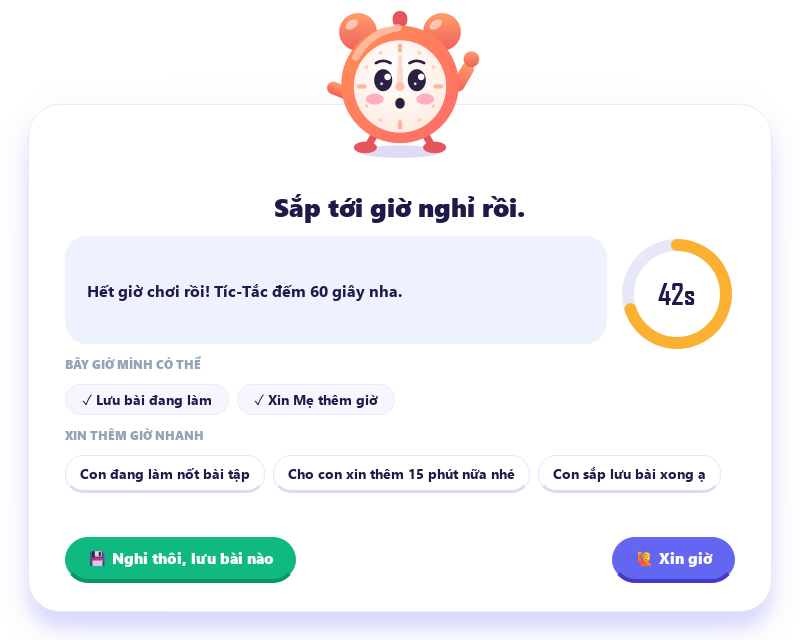 Sắp tới giờ nghỉ rồi.
Hết giờ chơi rồi! Tíc-Tắc đếm 60 giây nha.
42s
BÂY GIỜ MÌNH CÓ THỂ
✓ Lưu bài đang làm
✓ Xin Mẹ thêm giờ
XIN THÊM GIỜ NHANH
Con đang làm nốt bài tập
Cho con xin thêm 15 phút nữa nhé
Con sắp lưu bài xong ạ
Nghỉ thôi, lưu bài nào
Xin giờ